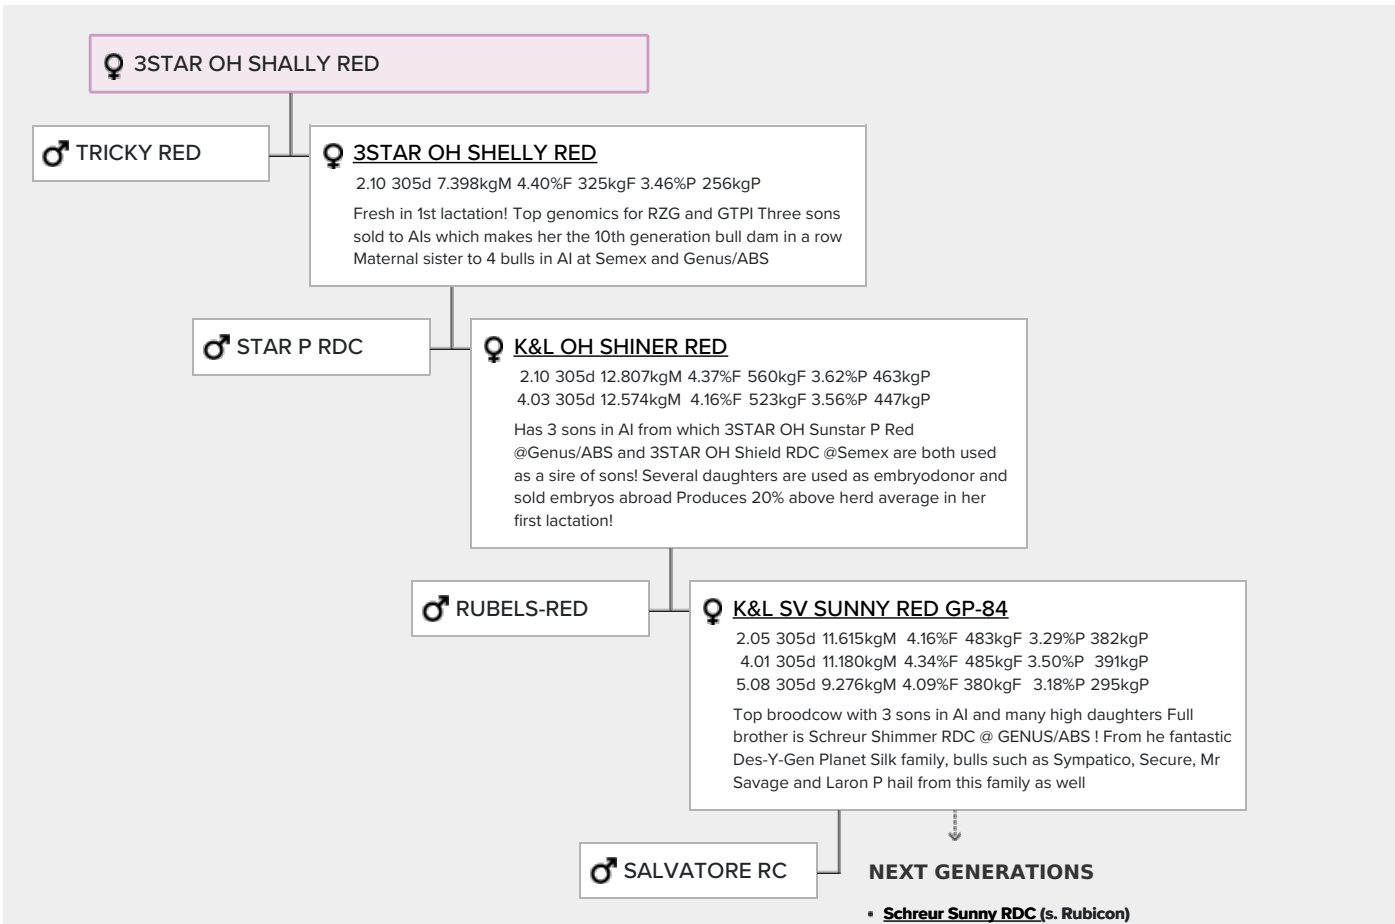 3STAR OH SHALLY RED
TRICKY RED
3STAR OH SHELLY RED
2.10 305d 7.398kgM 4.40%F 325kgF 3.46%P 256kgP
Fresh in 1st lactation! Top genomics for RZG and GTPI Three sons
sold to AIs which makes her the 10th generation bull dam in a row
Maternal sister to 4 bulls in AI at Semex and Genus/ABS
STAR P RDC
K&L OH SHINER RED
2.10 305d 12.807kgM 4.37%F 560kgF 3.62%P 463kgP
4.03 305d 12.574kgM 4.16%F 523kgF 3.56%P 447kgP
Has 3 sons in AI from which 3STAR OH Sunstar P Red
@Genus/ABS and 3STAR OH Shield RDC @Semex are both used
as a sire of sons! Several daughters are used as embryodonor and
sold embryos abroad Produces 20% above herd average in her
first lactation!
RUBELS-RED
K&L SV SUNNY RED GP-84
2.05 305d 11.615kgM 4.16%F 483kgF 3.29%P 382kgP
4.01 305d 11.180kgM 4.34%F 485kgF 3.50%P 391kgP
5.08 305d 9.276kgM 4.09%F 380kgF 3.18%P 295kgP
Top broodcow with 3 sons in AI and many high daughters Full
brother is Schreur Shimmer RDC @ GENUS/ABS ! From he fantastic
Des-Y-Gen Planet Silk family, bulls such as Sympatico, Secure, Mr
Savage and Laron P hail from this family as well
SALVATORE RC
NEXT GENERATIONS
• Schreur Sunny RDC (s. Rubicon)